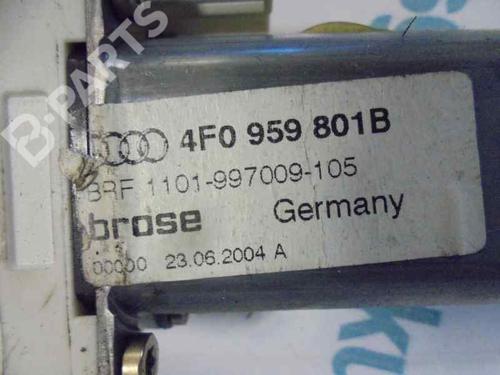 4F0 959 801B
BRF 1101-997009-105
brose Germany
00000 23.06.2004 A
B-PARTS